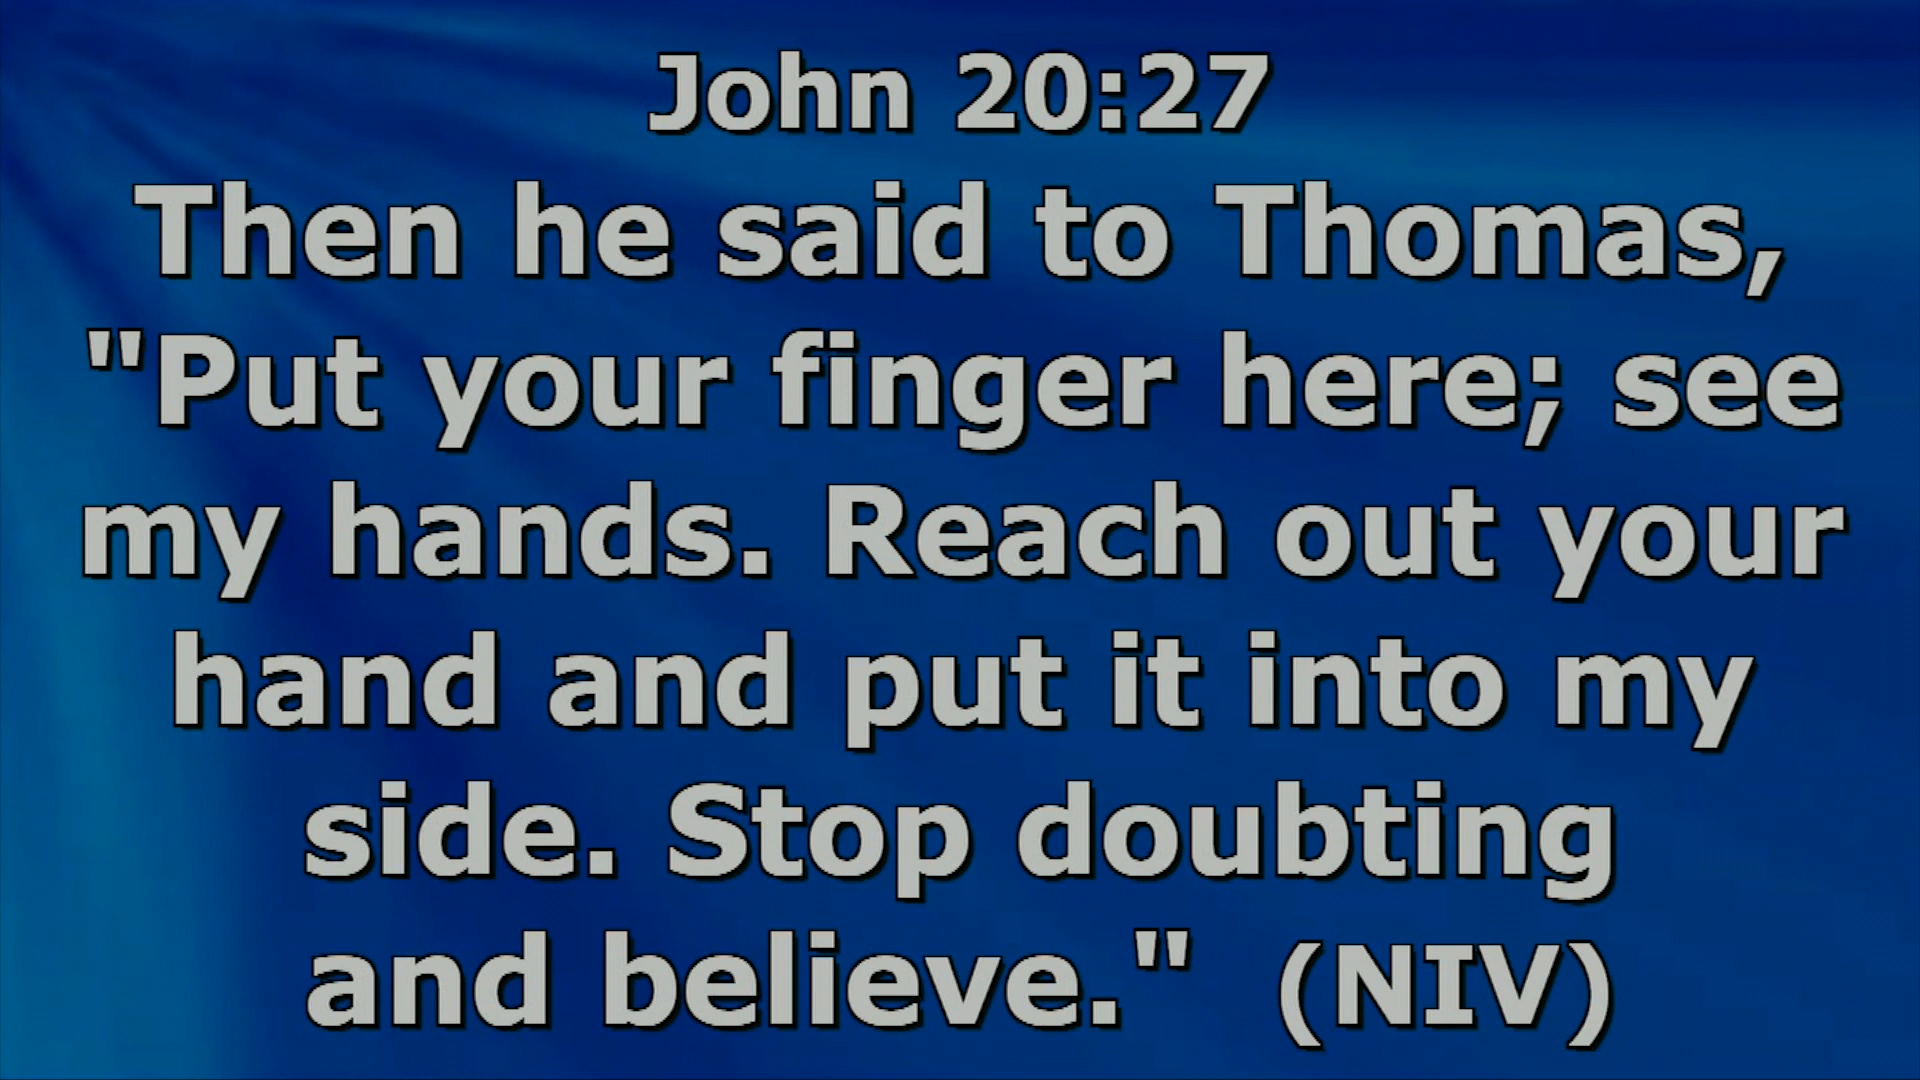 John 20:27
Then he said to Thomas,
"Put your finger here; see
my hands. Reach out your
hand and put it into my
side. Stop doubting
and believe."  (NIV)